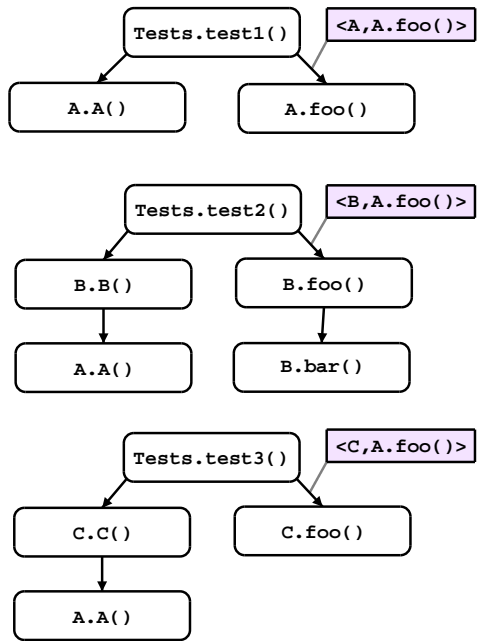 Tests.test1()
<A,A.foo()>
A.A()
A.foo()
Tests.test2()
<B,A.foo()>
B.B()
B.foo()
A.A()
B.bar()
Tests.test3()
<C,A.foo()>
C.C()
C.foo()
A.A()